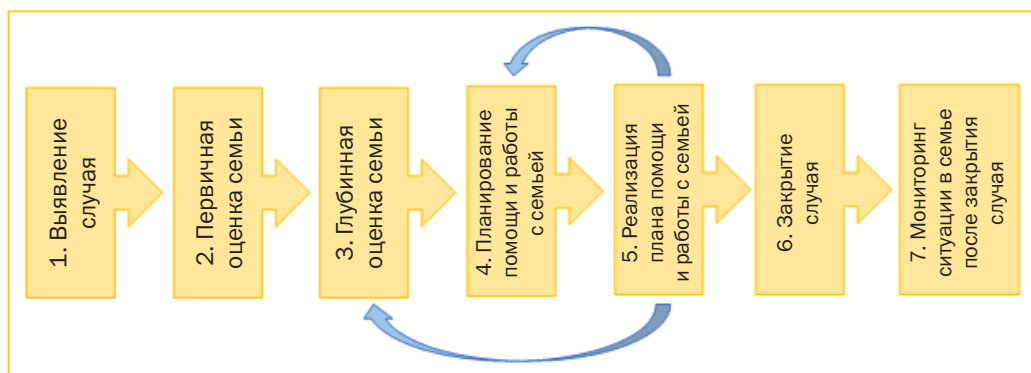 1. Выявление
случая
2. Первичная
оценка семьи
3. Глубинная
оценка семьи
4. Планирование
помощи и работы
с семьей
5. Реализация
плана помощи
и работы с семьей
6. Закрытие
случая
7. Мониторинг
ситуации в семье
после закрытия
случая